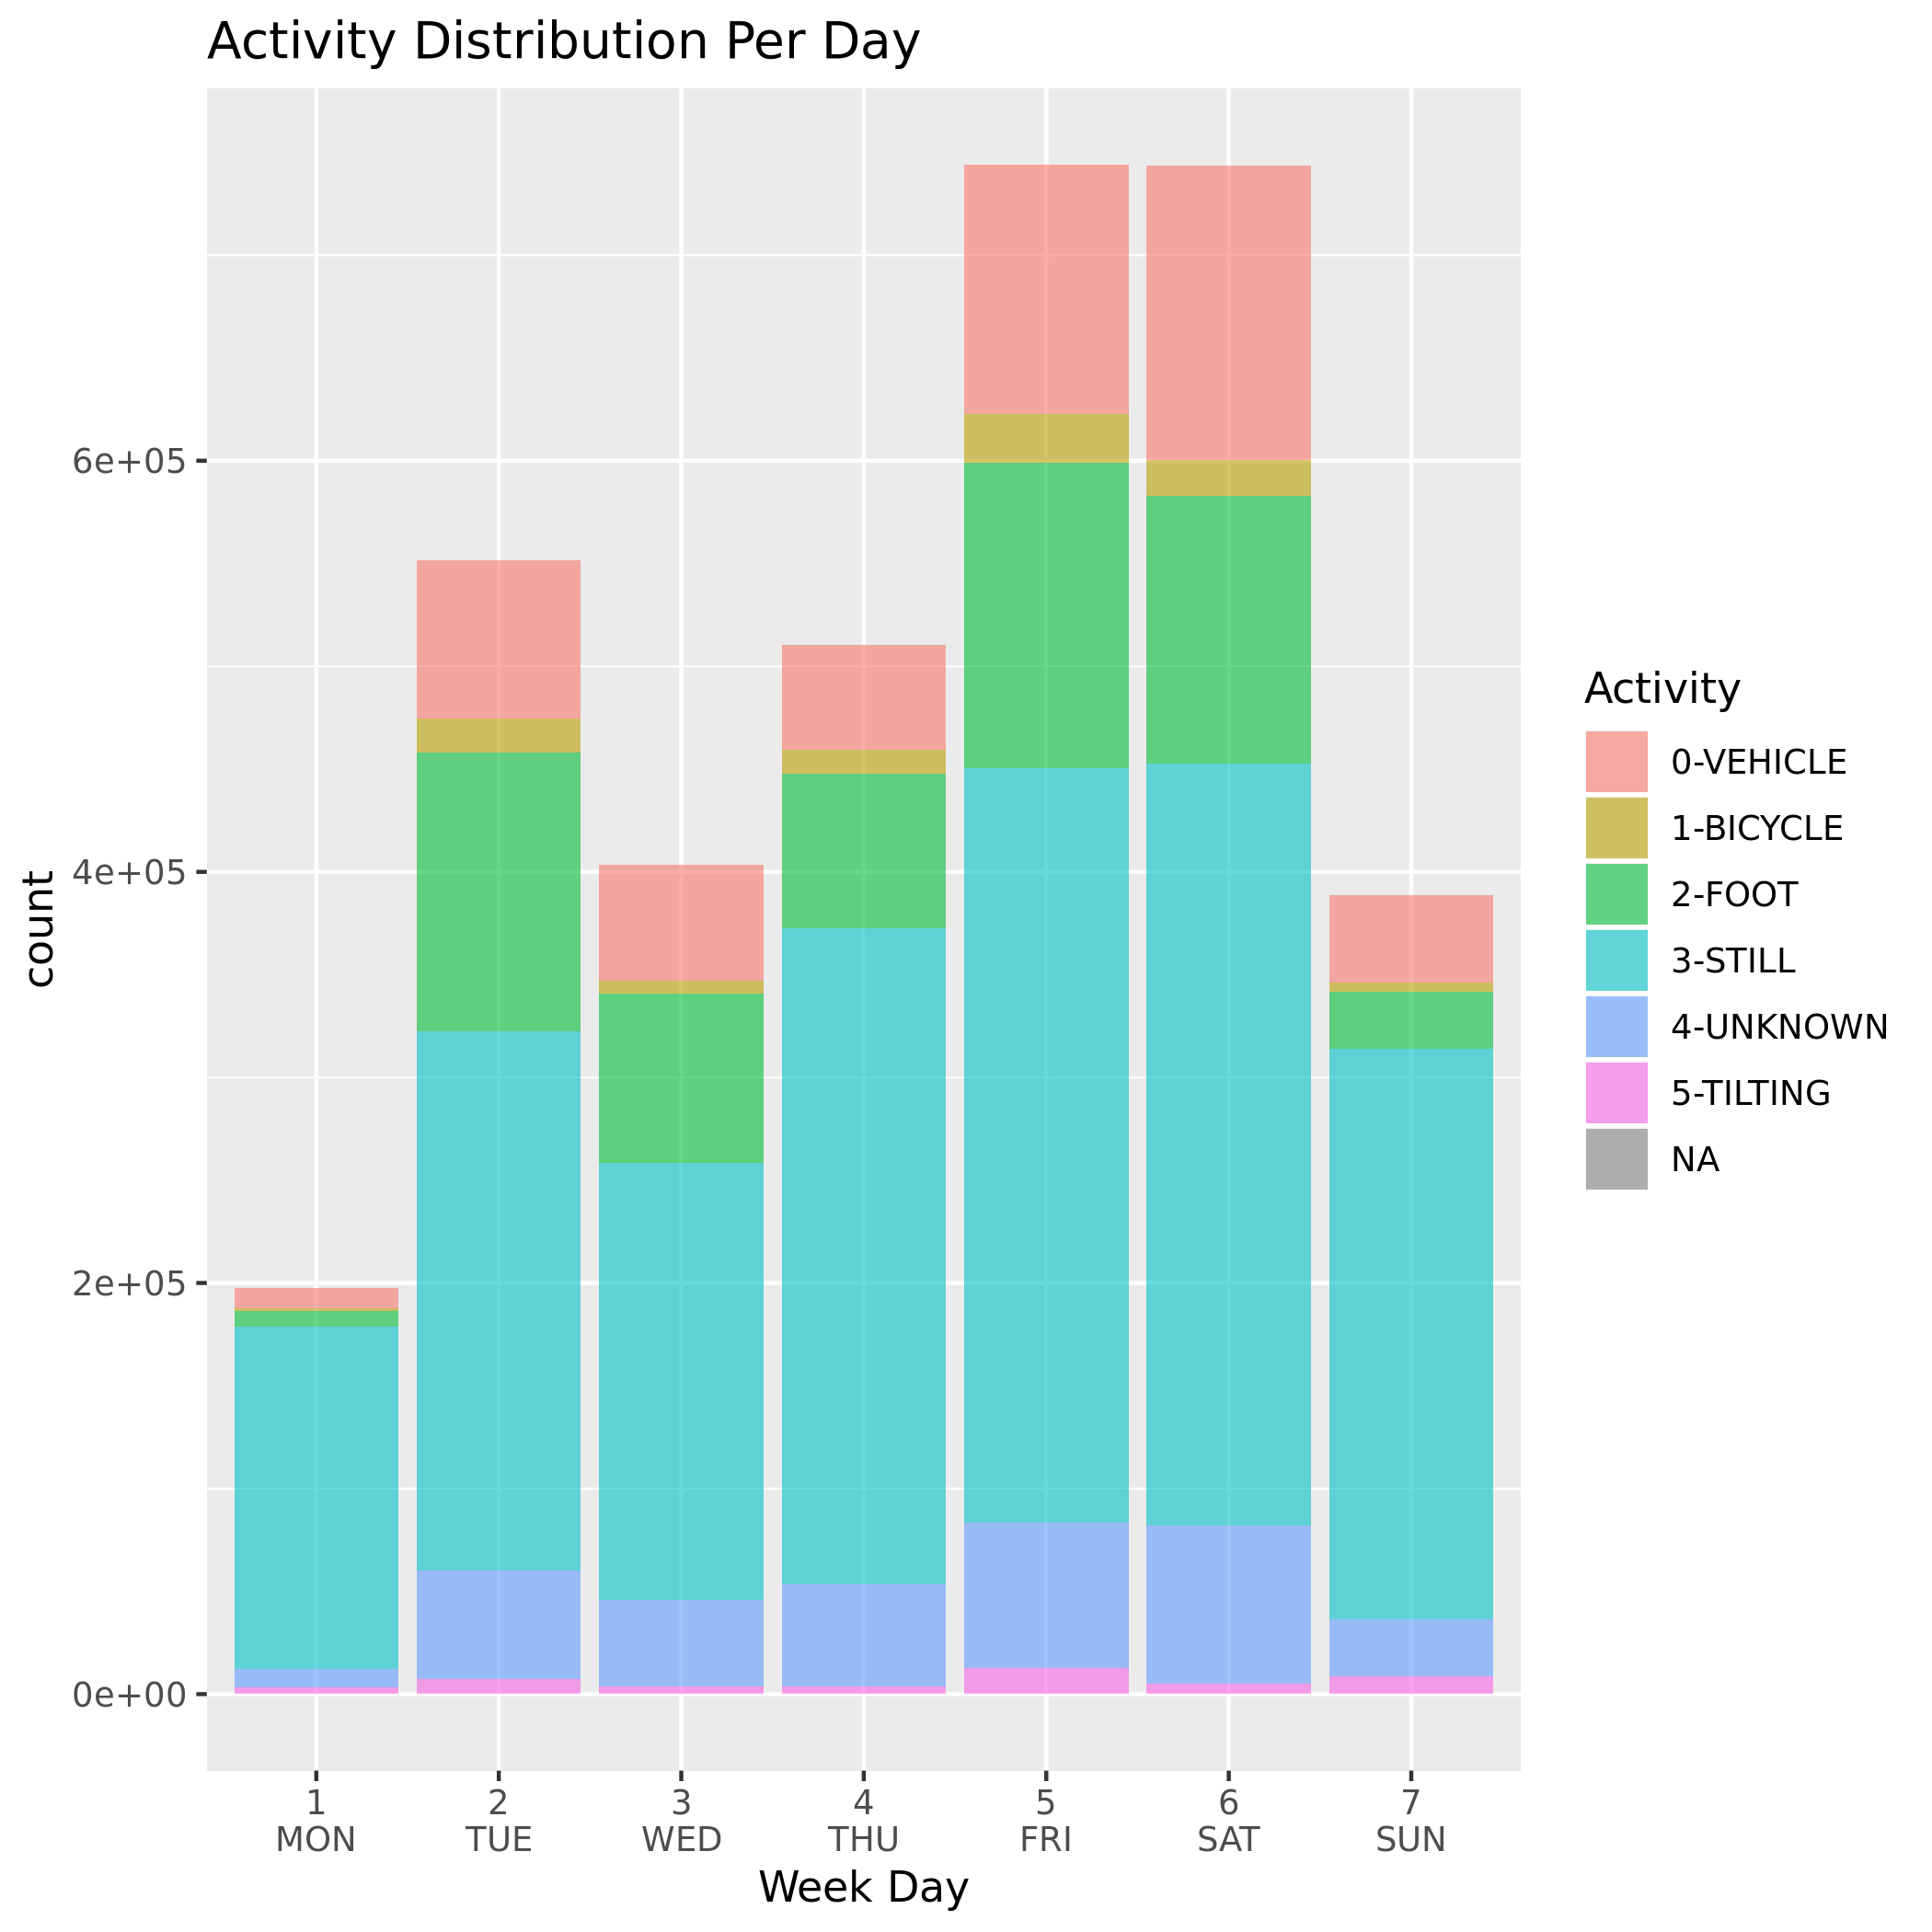 Activity Distribution Per Day
count
6e+05
4e+05
2e+05
0e+00
1
MON
2
TUE
3
WED
4
THU
5
FRI
6
SAT
7
SUN
Week Day
Activity
0-VEHICLE
1-BICYCLE
2-FOOT
3-STILL
4-UNKNOWN
5-TILTING
NA